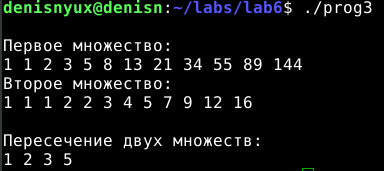 denisnyux@denisn:~/labs/lab6$ ./prog3
Первое множество:
1 1 2 3 5 8 13 21 34 55 89 144
Второе множество:
1 1 1 2 2 3 4 5 7 9 12 16
Пересечение двух множеств:
1 2 3 5